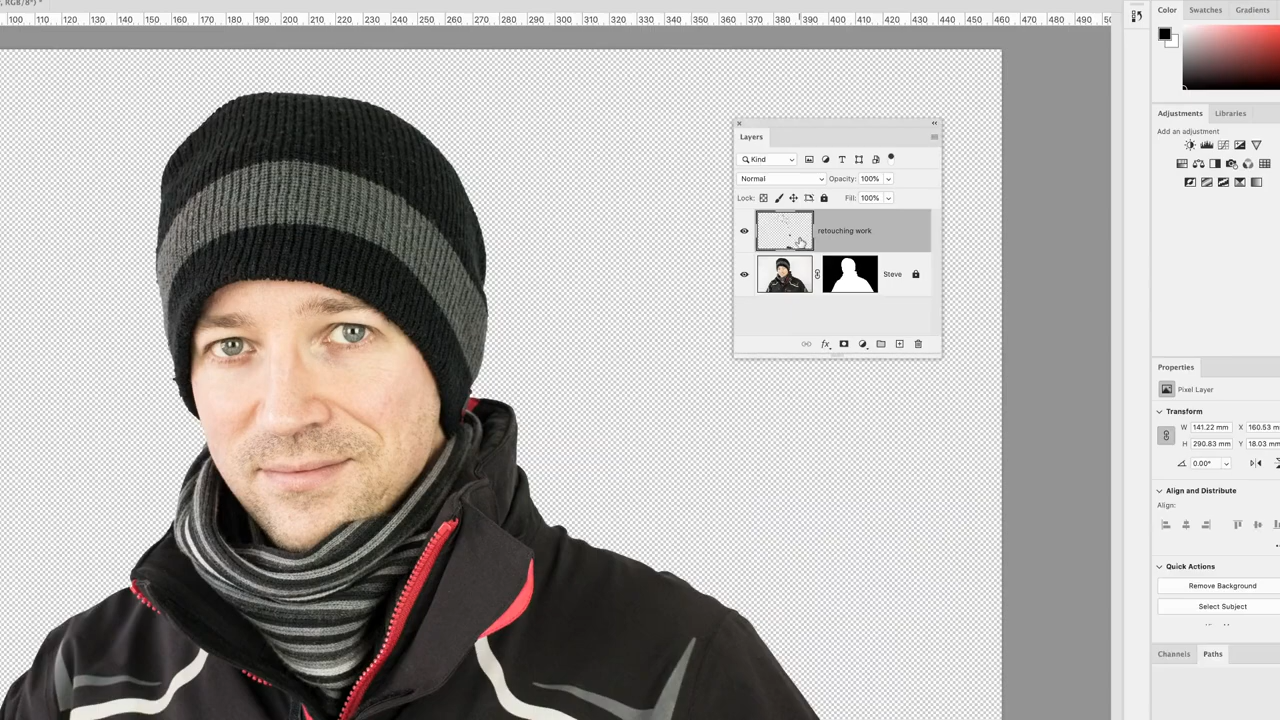 RGB/8*) *
100 110 120 130 140 150 160 170 180 190 200 210 220 230 240 250 260 270 280 290 300 310 320 330 340 350 360 370 380 390 400 410 420 430 440 450 460 470 480 490
Color Swatches Gradients
Adjustments Libraries
Add an adjustment
Layers
Kind
Normal Opacity: 100%
Lock: Fill: 100%
retouching work
Steve
fx
Properties
Pixel Layer
Transform
W 141.22 mm X 160.53 m
H 290.83 mm Y 18.03 mm
0.00°
Align and Distribute
Align:
Quick Actions
Remove Background
Select Subject
Channels Paths